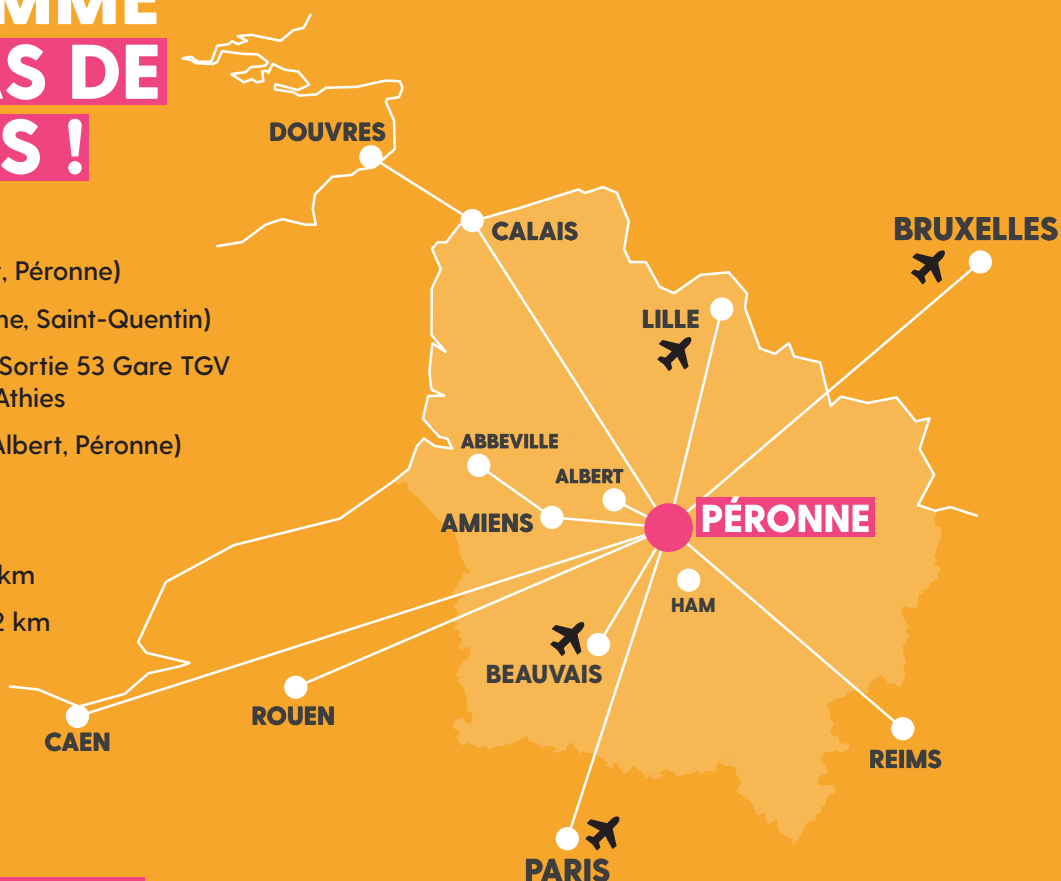 MME
AS DE
S !
, Péronne)
ne, Saint-Quentin)
Sortie 53 Gare TGV
Athies
Albert, Péronne)
km
2 km
DOUVRES
CALAIS
BRUXELLES
LILLE
ABBEVILLE
ALBERT
AMIENS
PÉRONNE
HAM
BEAUVAIS
ROUEN
CAEN
REIMS
PARIS